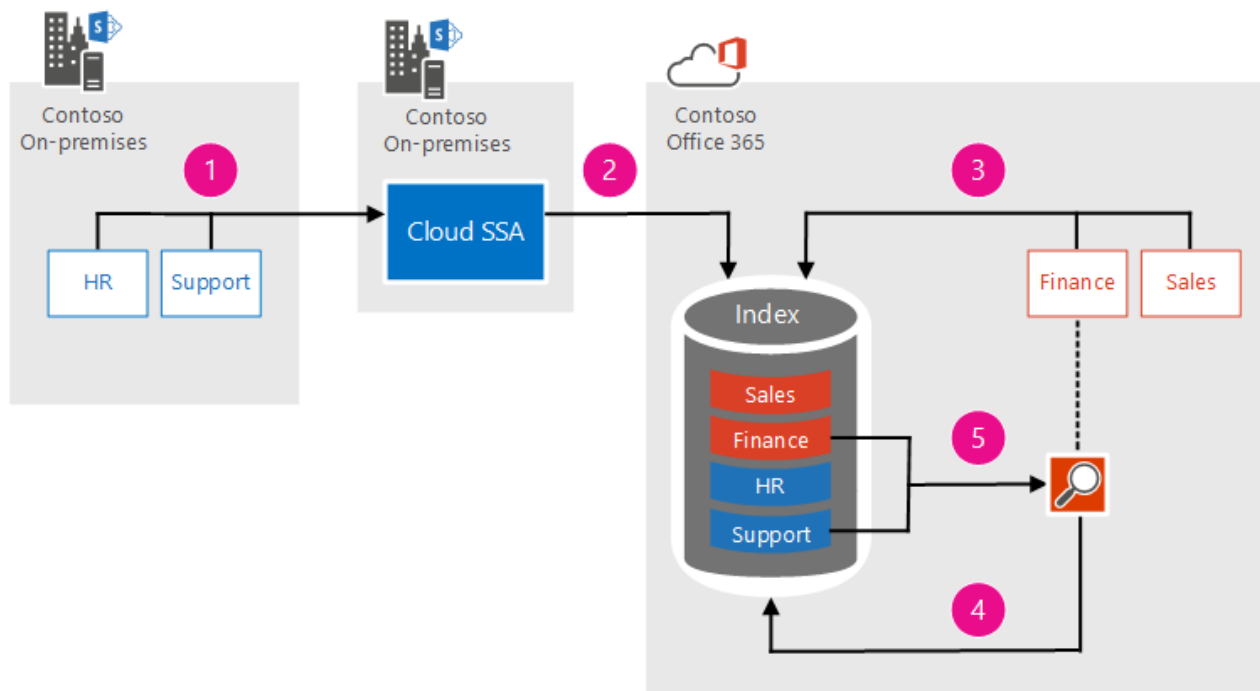 S
Contoso
On-premises
1
HR
Support
S
Contoso
On-premises
Cloud SSA
2
Contoso
Office 365
3
Finance
Sales
Index
Sales
Finance
HR
Support
5
4